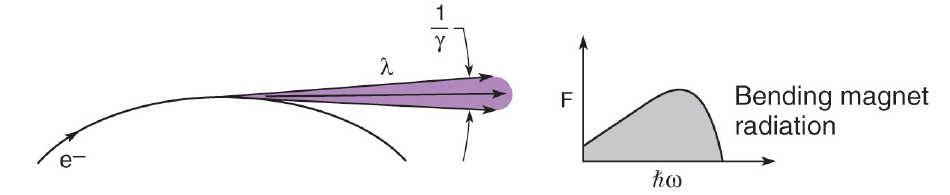 1
γ
λ
e−
F
Bending magnet
radiation
ħω